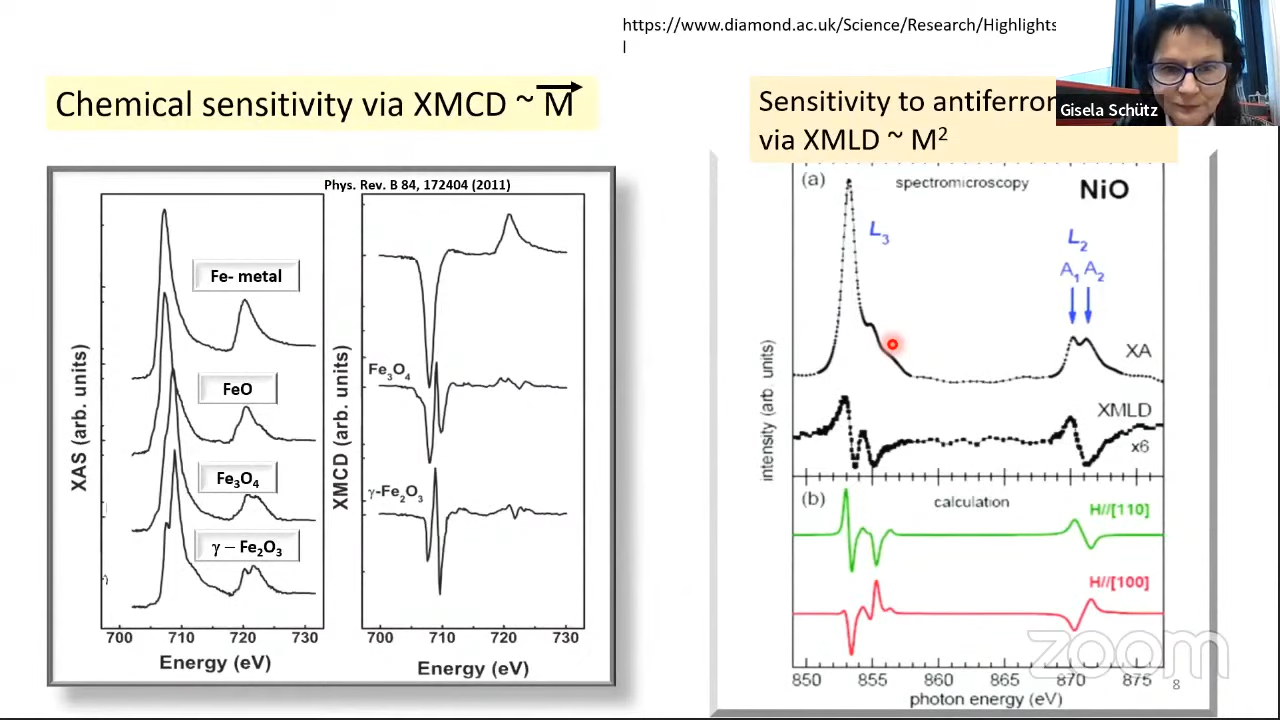 https://www.diamond.ac.uk/Science/Research/Highlights
Chemical sensitivity via XMCD ~ M
Phys. Rev. B 84, 172404 (2011)
XAS (arb. units)
Fe- metal
FeO
Fe₃O₄
γ – Fe₂O₃
700 710 720 730
Energy (eV)
XMCD (arb. units)
Fe₃O₄
γ-Fe₂O₃
700 710 720 730
Energy (eV)
Sensitivity to
via XMLD ~ M²
Gisela Schütz
(a) spectromicroscopy NiO
L₃
L₂
A₁ A₂
XA
XMLD
x6
intensity (arb. units)
(b) calculation
H//[110]
H//[100]
850 855 860 865 870 875
photon energy (eV)
zoom
8